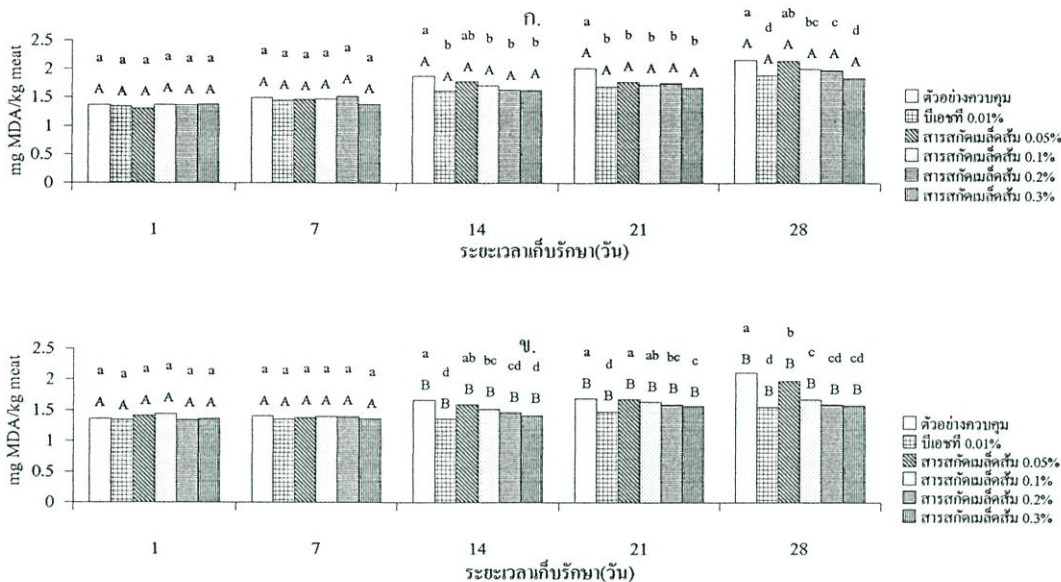 ก.
a a a a a a a a a a a a a b ab b b b a b b b b b a d ab bc c d
A A A A A A A A A A A A A A A A A A A A A A A A A A A A A A
mg MDA/kg meat
2.5
2
1.5
1
0.5
0
1 7 14 21 28
ระยะเวลาเก็บรักษา(วัน)
ตัวอย่างควบคุม
บีเอชที 0.01%
สารสกัดเมล็ดส้ม 0.05%
สารสกัดเมล็ดส้ม 0.1%
สารสกัดเมล็ดส้ม 0.2%
สารสกัดเมล็ดส้ม 0.3%
ข.
a a a a a a a a a a a a a d ab bc cd d a d a ab bc c a d b c cd cd
A A A A A A A A A A A A B B B B B B B B B B B B B B B B B B
mg MDA/kg meat
2.5
2
1.5
1
0.5
0
1 7 14 21 28
ระยะเวลาเก็บรักษา(วัน)
ตัวอย่างควบคุม
บีเอชที 0.01%
สารสกัดเมล็ดส้ม 0.05%
สารสกัดเมล็ดส้ม 0.1%
สารสกัดเมล็ดส้ม 0.2%
สารสกัดเมล็ดส้ม 0.3%